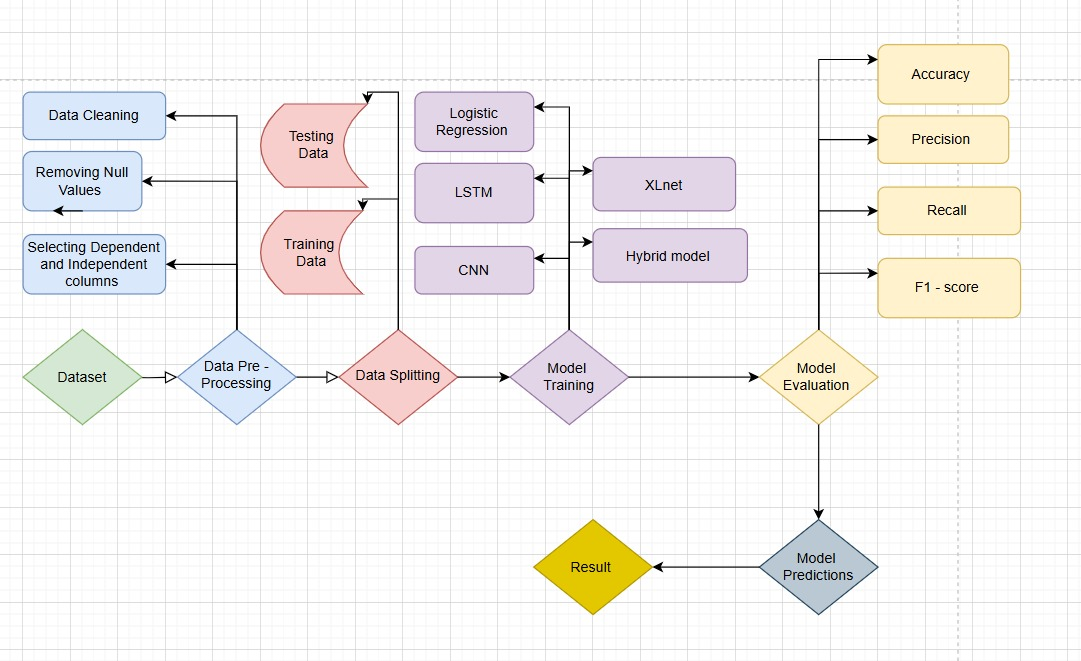 Data Cleaning
Removing Null
Values
Selecting Dependent
and Independent
columns
Testing
Data
Training
Data
Logistic
Regression
LSTM
CNN
XLnet
Hybrid model
Accuracy
Precision
Recall
F1 - score
Dataset
Data Pre -
Processing
Data Splitting
Model
Training
Model
Evaluation
Result
Model
Predictions